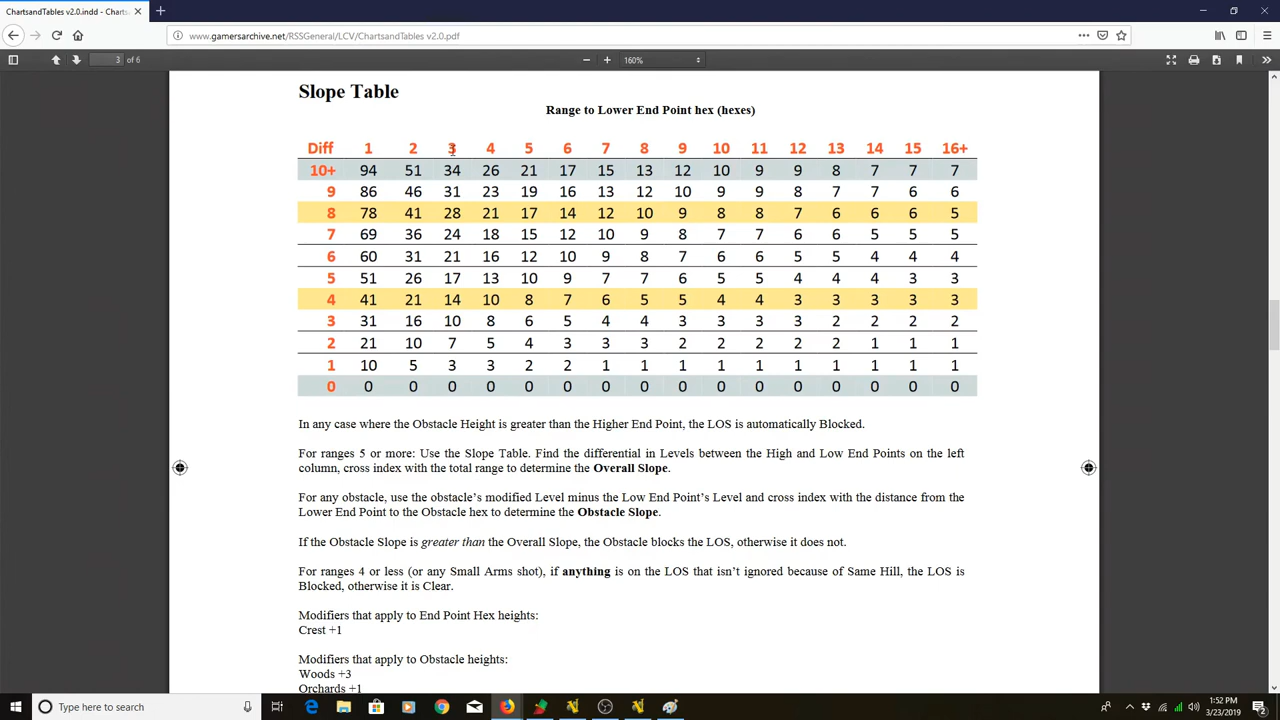 ChartsandTables v2.0.indd - Charts
www.gamersarchive.net/RSSGeneral/LCV/ChartsandTables v2.0.pdf
3 of 6
160%
Slope Table
Range to Lower End Point hex (hexes)
Diff 1 2 3 4 5 6 7 8 9 10 11 12 13 14 15 16+
10+ 94 51 34 26 21 17 15 13 12 10 9 9 8 7 7 7
9 86 46 31 23 19 16 13 12 10 9 9 8 7 7 6 6
8 78 41 28 21 17 14 12 10 9 8 8 7 6 6 6 5
7 69 36 24 18 15 12 10 9 8 7 7 6 6 5 5 5
6 60 31 21 16 12 10 9 8 7 6 6 5 5 4 4 4
5 51 26 17 13 10 9 7 7 6 5 5 4 4 4 3 3
4 41 21 14 10 8 7 6 5 5 4 4 3 3 3 3 3
3 31 16 10 8 6 5 4 4 3 3 3 3 2 2 2 2
2 21 10 7 5 4 3 3 3 2 2 2 2 2 1 1 1
1 10 5 3 3 2 2 1 1 1 1 1 1 1 1 1 1
0 0 0 0 0 0 0 0 0 0 0 0 0 0 0 0 0
In any case where the Obstacle Height is greater than the Higher End Point, the LOS is automatically Blocked.
For ranges 5 or more: Use the Slope Table. Find the differential in Levels between the High and Low End Points on the left
column, cross index with the total range to determine the Overall Slope.
For any obstacle, use the obstacle's modified Level minus the Low End Point's Level and cross index with the distance from the
Lower End Point to the Obstacle hex to determine the Obstacle Slope.
If the Obstacle Slope is greater than the Overall Slope, the Obstacle blocks the LOS, otherwise it does not.
For ranges 4 or less (or any Small Arms shot), if anything is on the LOS that isn't ignored because of Same Hill, the LOS is
Blocked, otherwise it is Clear.
Modifiers that apply to End Point Hex heights:
Crest +1
Modifiers that apply to Obstacle heights:
Woods +3
Orchards +1
Type here to search
1:52 PM
3/23/2019
2